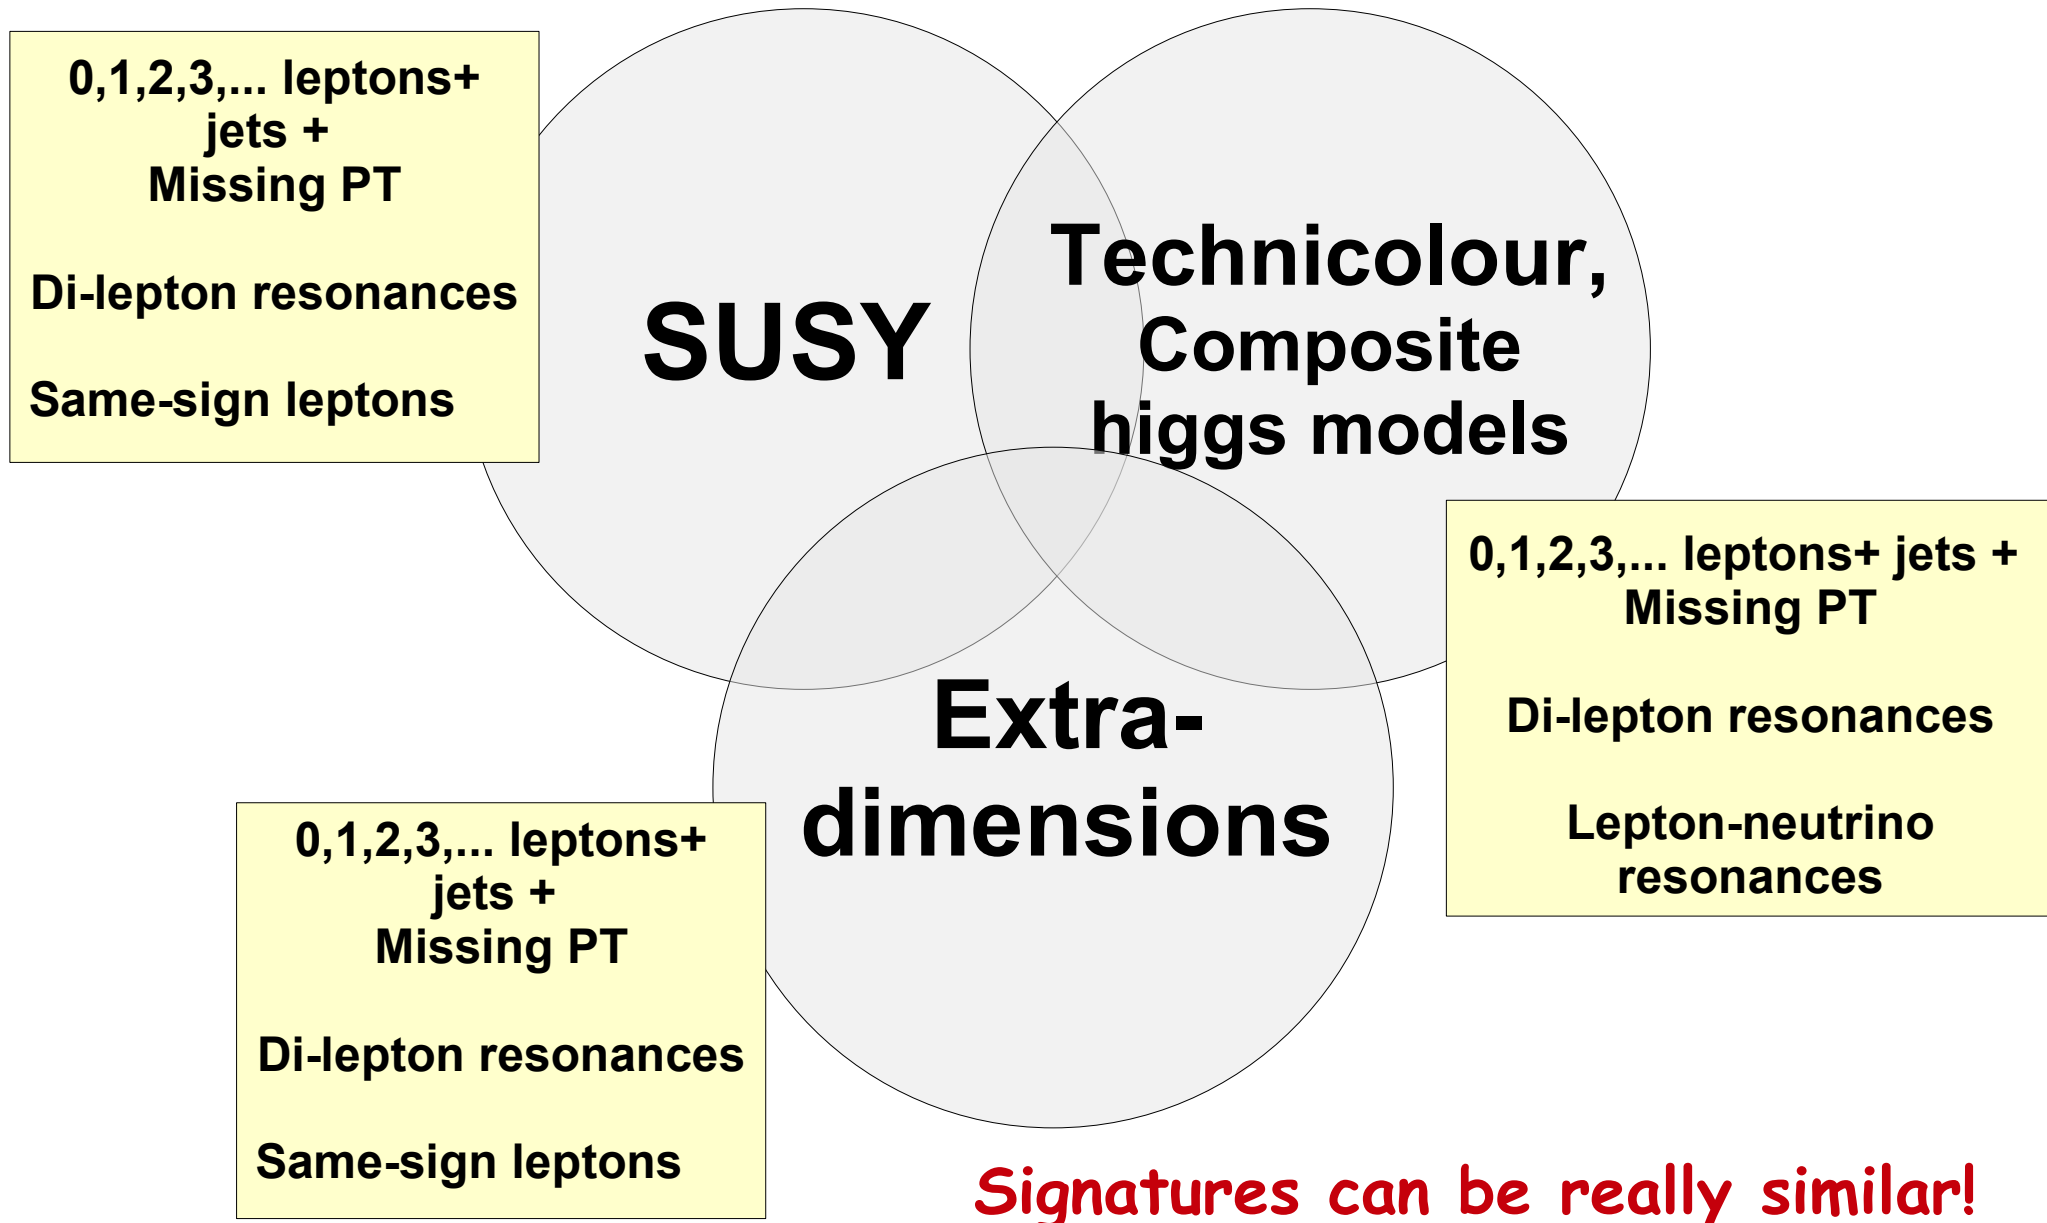 0,1,2,3,... leptons+
jets +
Missing PT
Di-lepton resonances
Same-sign leptons
SUSY
Technicolour,
Composite
higgs models
0,1,2,3,... leptons+ jets +
Missing PT
Di-lepton resonances
Lepton-neutrino
resonances
Extra-
dimensions
0,1,2,3,... leptons+
jets +
Missing PT
Di-lepton resonances
Same-sign leptons
Signatures can be really similar!